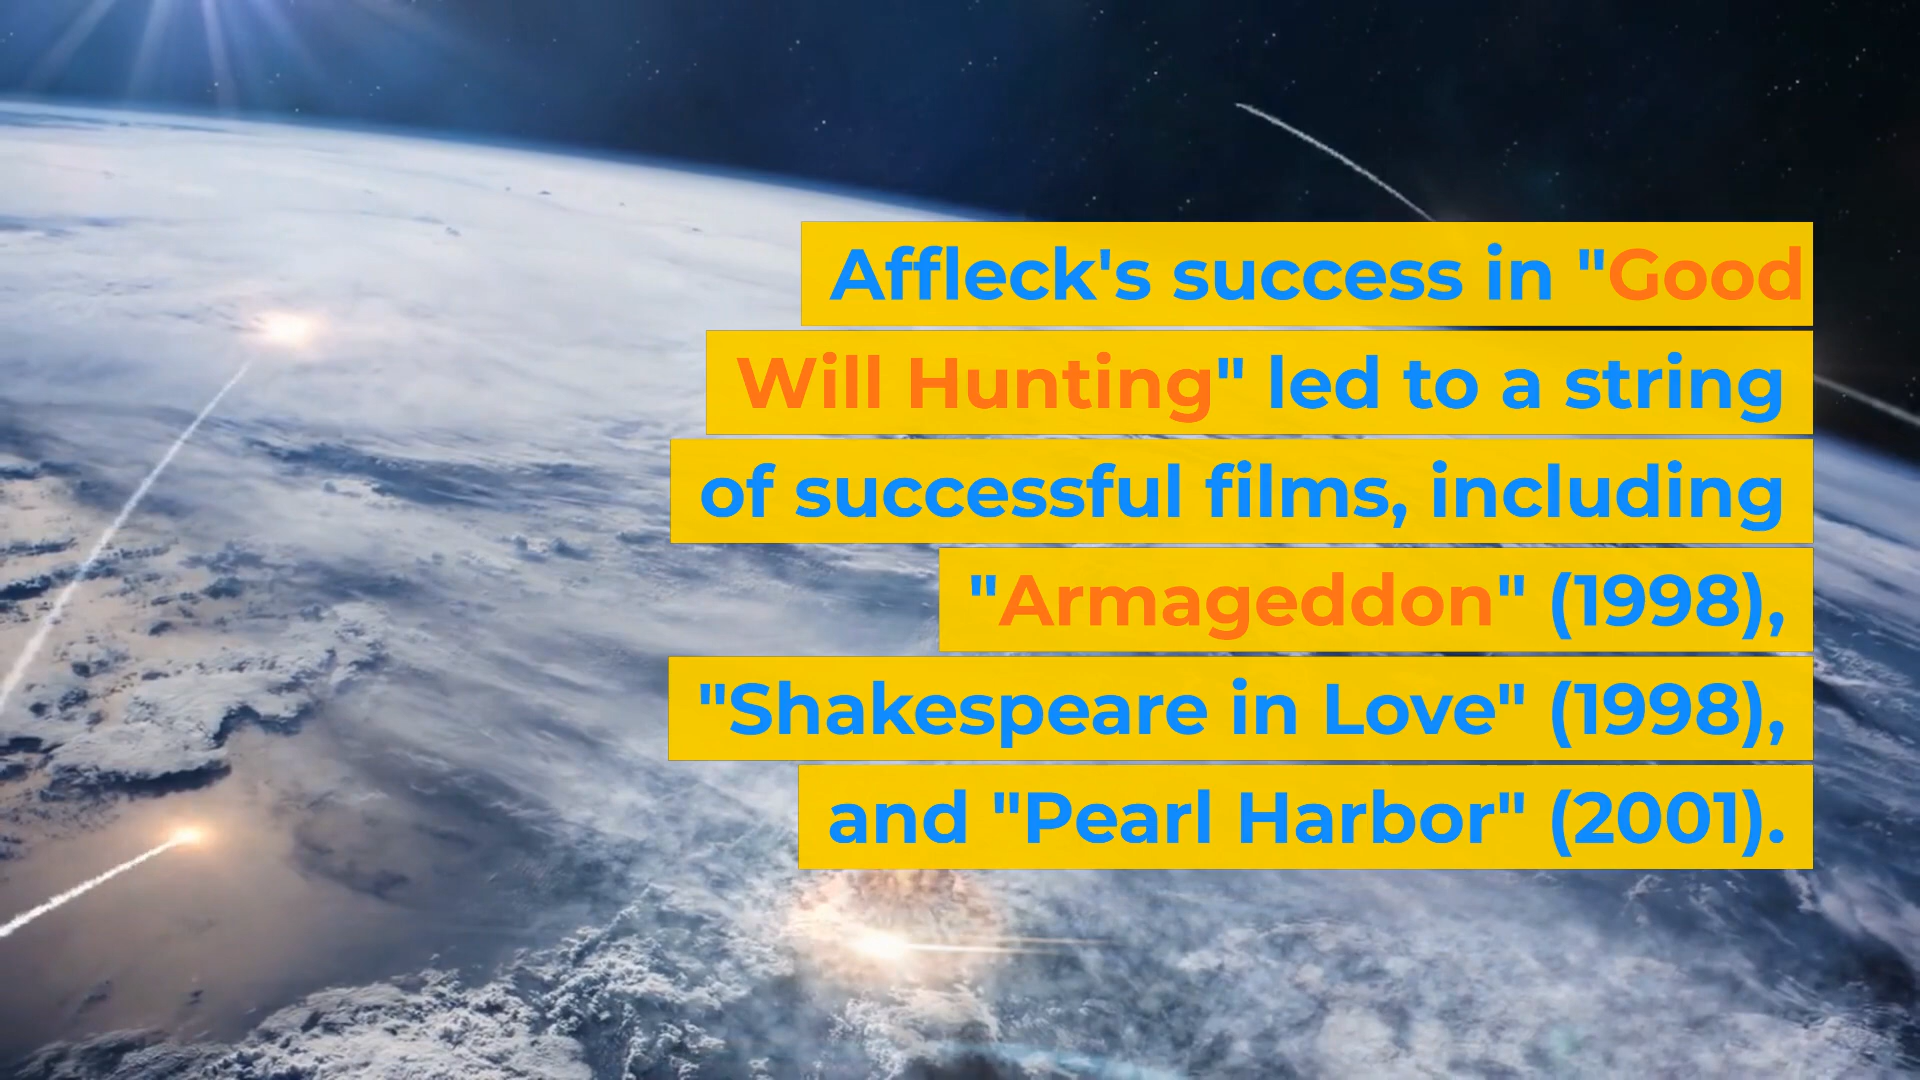 Affleck's success in "Good
Will Hunting" led to a string
of successful films, including
"Armageddon" (1998),
"Shakespeare in Love" (1998),
and "Pearl Harbor" (2001).